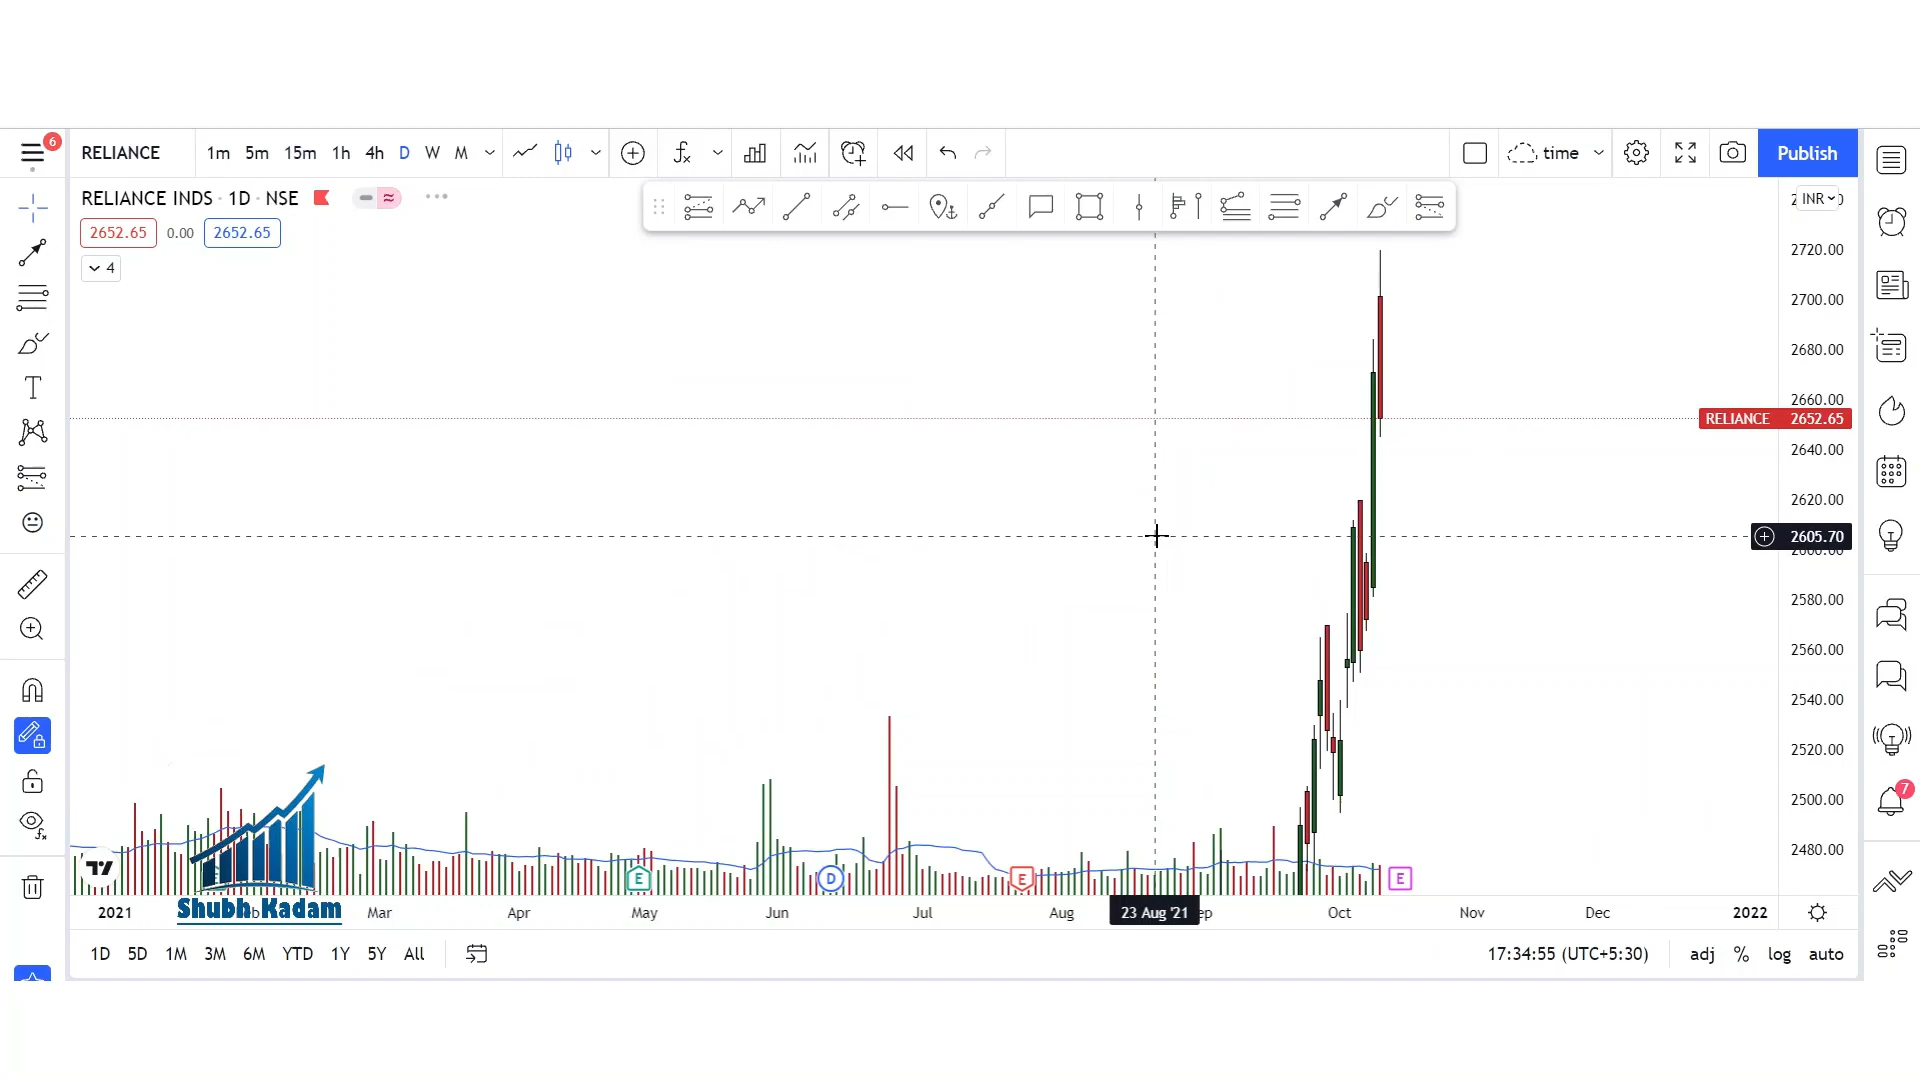 6
RELIANCE 1m 5m 15m 1h 4h D W M time Publish
RELIANCE INDS · 1D · NSE
INR
2652.65 0.00 2652.65
4
2720.00
2700.00
2680.00
2660.00
RELIANCE 2652.65
2640.00
2620.00
2605.70
2600.00
2580.00
2560.00
2540.00
2520.00
2500.00
2480.00
7
E D E E
Shubh Kadam
2021 Mar Apr May Jun Jul Aug 23 Aug '21 Oct Nov Dec 2022
1D 5D 1M 3M 6M YTD 1Y 5Y All 17:34:55 (UTC+5:30) adj % log auto